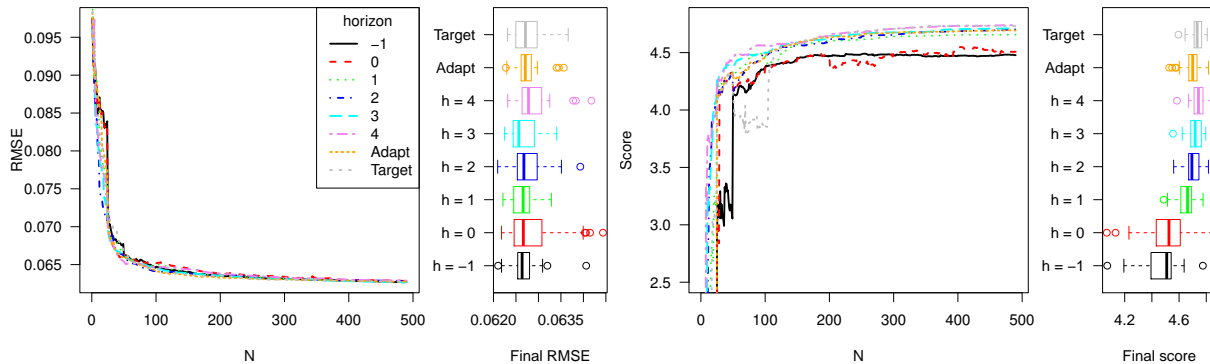 horizon
−1
0
1
2
3
4
Adapt
Target
0.095
0.090
0.085
0.080
0.075
0.070
0.065
RMSE
0 100 200 300 400 500
N
Target
Adapt
h = 4
h = 3
h = 2
h = 1
h = 0
h = −1
0.0620 0.0635
Final RMSE
4.5
4.0
3.5
3.0
2.5
Score
0 100 200 300 400 500
N
Target
Adapt
h = 4
h = 3
h = 2
h = 1
h = 0
h = −1
4.2 4.6
Final score